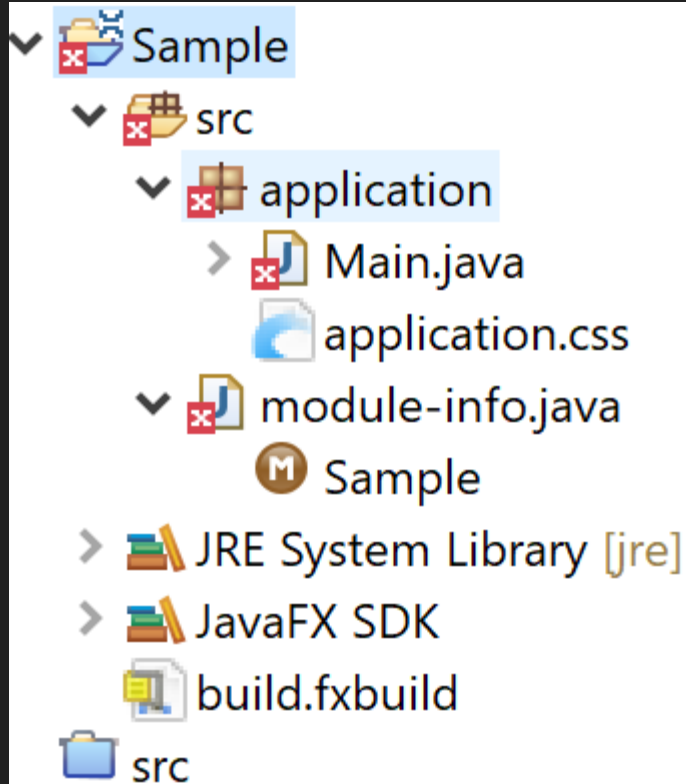 Sample
src
application
Main.java
application.css
module-info.java
M Sample
JRE System Library [jre]
JavaFX SDK
build.fxbuild
src